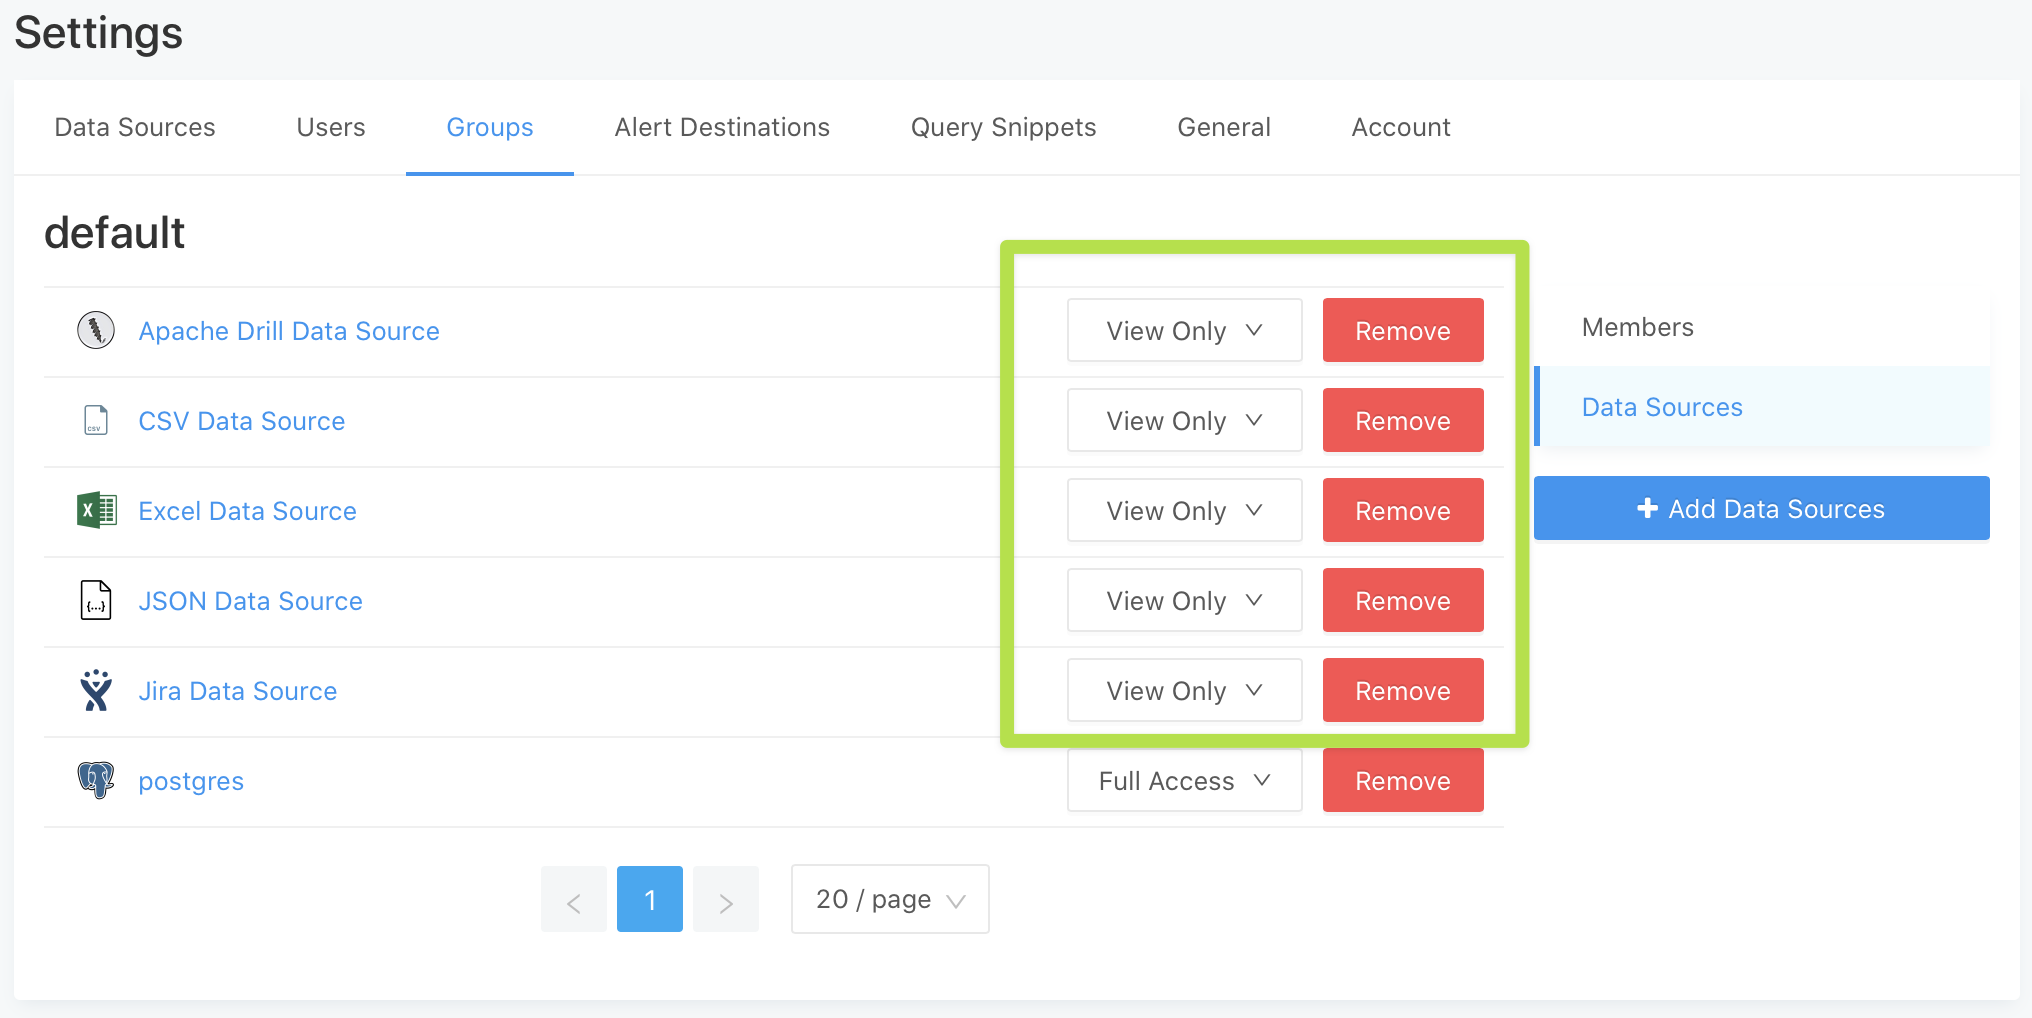 Settings
Data Sources Users Groups Alert Destinations Query Snippets General Account
default
Apache Drill Data Source View Only Remove
CSV CSV Data Source View Only Remove
X Excel Data Source View Only Remove
{...} JSON Data Source View Only Remove
Jira Data Source View Only Remove
postgres Full Access Remove
Members
Data Sources
+ Add Data Sources
< 1 > 20 / page